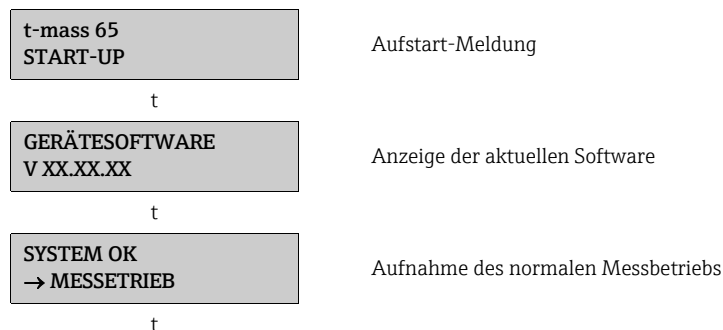 t-mass 65
START-UP
Aufstart-Meldung
t
GERÄTESOFTWARE
V XX.XX.XX
Anzeige der aktuellen Software
t
SYSTEM OK
→ MESSETRIEB
Aufnahme des normalen Messbetriebs
t